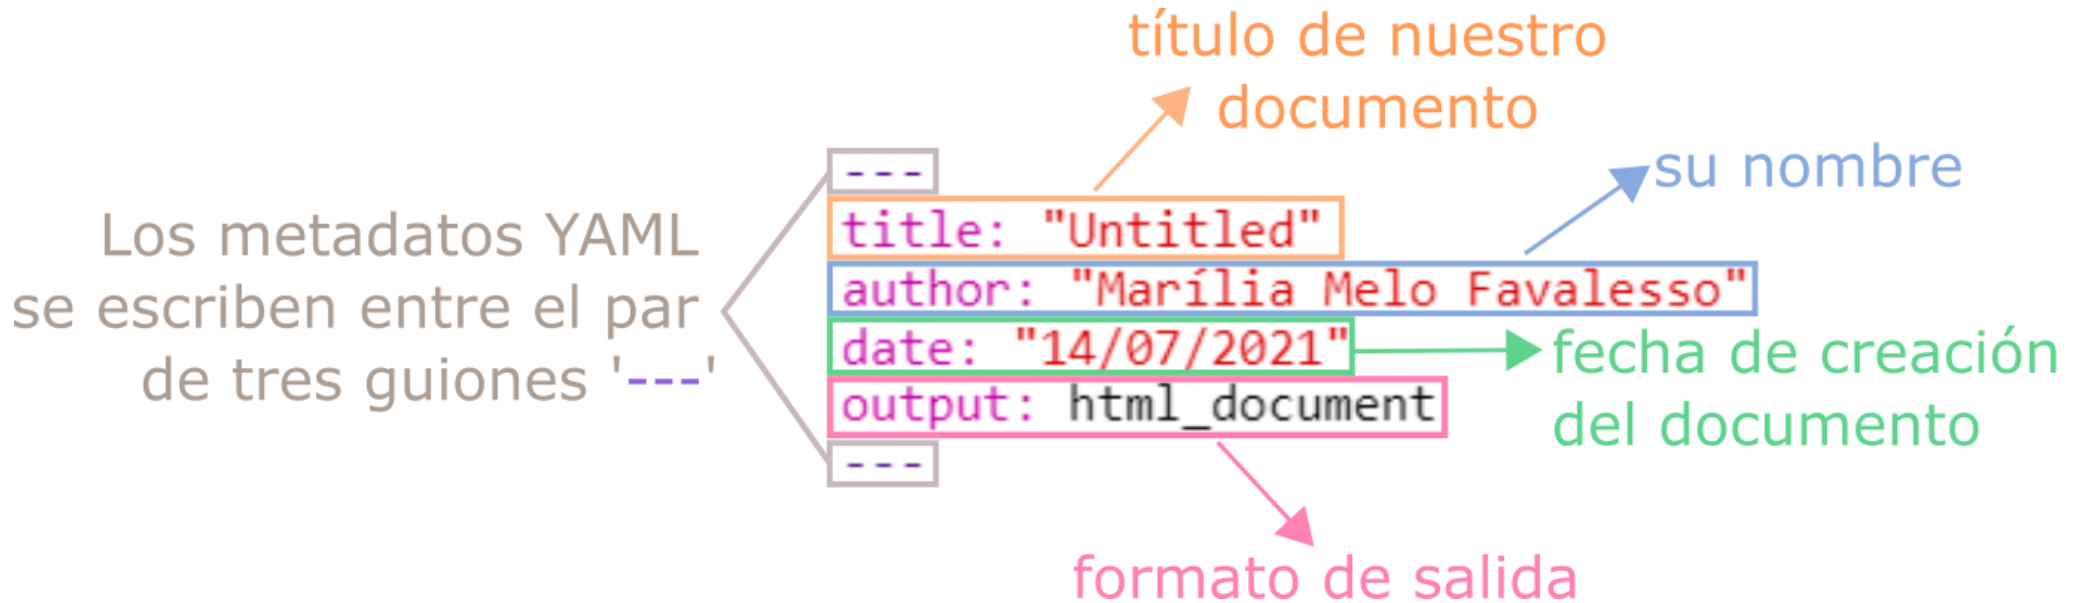 título de nuestro
documento
su nombre
Los metadatos YAML
se escriben entre el par
de tres guiones '---'
---
title: "Untitled"
author: "Marília Melo Favalesso"
date: "14/07/2021"
output: html_document
---
fecha de creación
del documento
formato de salida